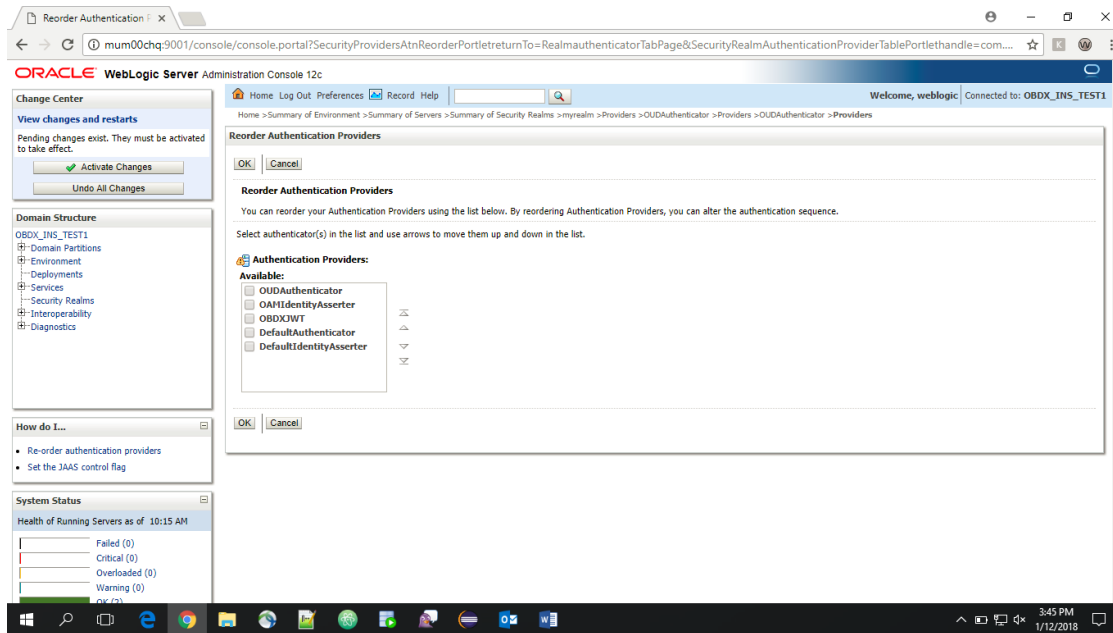 Reorder Authentication P
mum00chq:9001/console/console.portal?SecurityProvidersAtnReorderPortletreturnTo=RealmauthenticatorTabPage&SecurityRealmAuthenticationProviderTablePortlethandle=com....
K
ORACLE WebLogic Server Administration Console 12c
Change Center
View changes and restarts
Pending changes exist. They must be activated
to take effect.
Activate Changes
Undo All Changes
Domain Structure
OBDX_INS_TEST1
Domain Partitions
Environment
Deployments
Services
Security Realms
Interoperability
Diagnostics
How do I...
Re-order authentication providers
Set the JAAS control flag
System Status
Health of Running Servers as of 10:15 AM
Failed (0)
Critical (0)
Overloaded (0)
Warning (0)
OK (2)
Home Log Out Preferences Record Help
Welcome, weblogic Connected to: OBDX_INS_TEST1
Home >Summary of Environment >Summary of Servers >Summary of Security Realms >myrealm >Providers >OUDAuthenticator >Providers >OUDAuthenticator >Providers
Reorder Authentication Providers
OK Cancel
Reorder Authentication Providers
You can reorder your Authentication Providers using the list below. By reordering Authentication Providers, you can alter the authentication sequence.
Select authenticator(s) in the list and use arrows to move them up and down in the list.
Authentication Providers:
Available:
OUDAuthenticator
OAMIdentityAsserter
OBDXJWT
DefaultAuthenticator
DefaultIdentityAsserter
OK Cancel
3:45 PM
1/12/2018